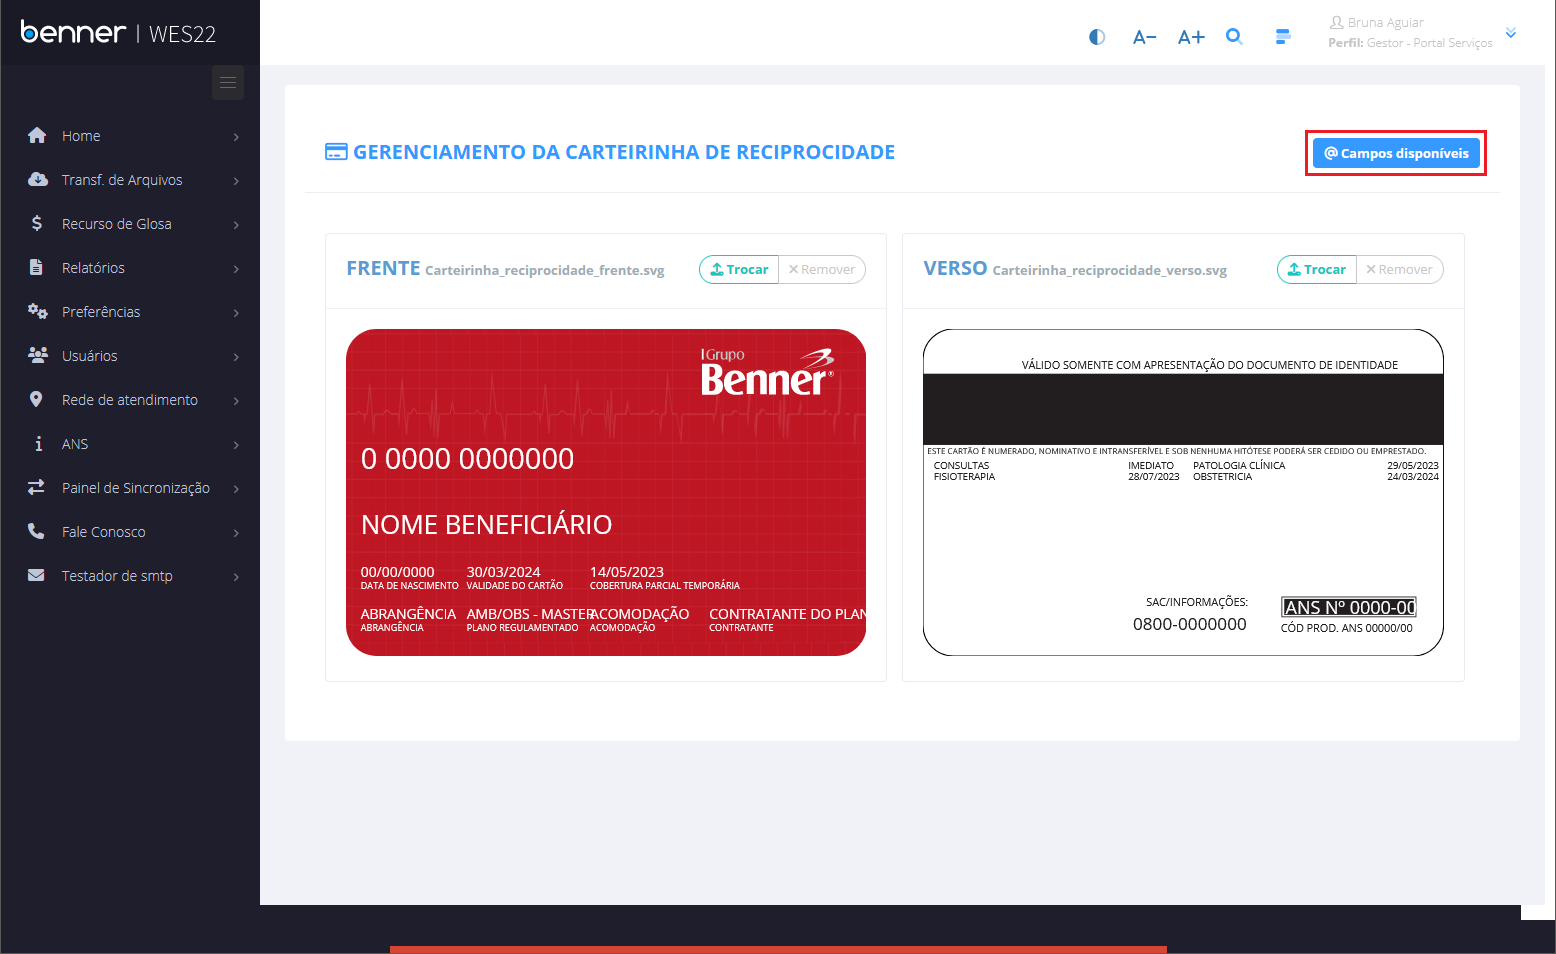 benner | WES22
A- A+
Bruna Aguiar
Perfil: Gestor - Portal Serviços
Home
Transf. de Arquivos
Recurso de Glosa
Relatórios
Preferências
Usuários
Rede de atendimento
ANS
Painel de Sincronização
Fale Conosco
Testador de smtp
GERENCIAMENTO DA CARTEIRINHA DE RECIPROCIDADE
@ Campos disponíveis
FRENTE Carteirinha_reciprocidade_frente.svg
Trocar
Remover
Grupo
Benner®
0 0000 0000000
NOME BENEFICIÁRIO
00/00/0000 30/03/2024 14/05/2023
DATA DE NASCIMENTO VALIDADE DO CARTÃO COBERTURA PARCIAL TEMPORÁRIA
ABRANGÊNCIA AMB/OBS - MASTER ACOMODAÇÃO CONTRATANTE DO PLAN
ABRANGÊNCIA PLANO REGULAMENTADO ACOMODAÇÃO CONTRATANTE
VERSO Carteirinha_reciprocidade_verso.svg
Trocar
Remover
VÁLIDO SOMENTE COM APRESENTAÇÃO DO DOCUMENTO DE IDENTIDADE
ESTE CARTÃO É NUMERADO, NOMINATIVO E INTRANSFERÍVEL E SOB NENHUMA HITÓTESE PODERÁ SER CEDIDO OU EMPRESTADO.
CONSULTAS IMEDIATO PATOLOGIA CLÍNICA 29/05/2023
FISIOTERAPIA 28/07/2023 OBSTETRICIA 24/03/2024
SAC/INFORMAÇÕES:
0800-0000000
ANS Nº 0000-00
CÓD PROD. ANS 00000/00